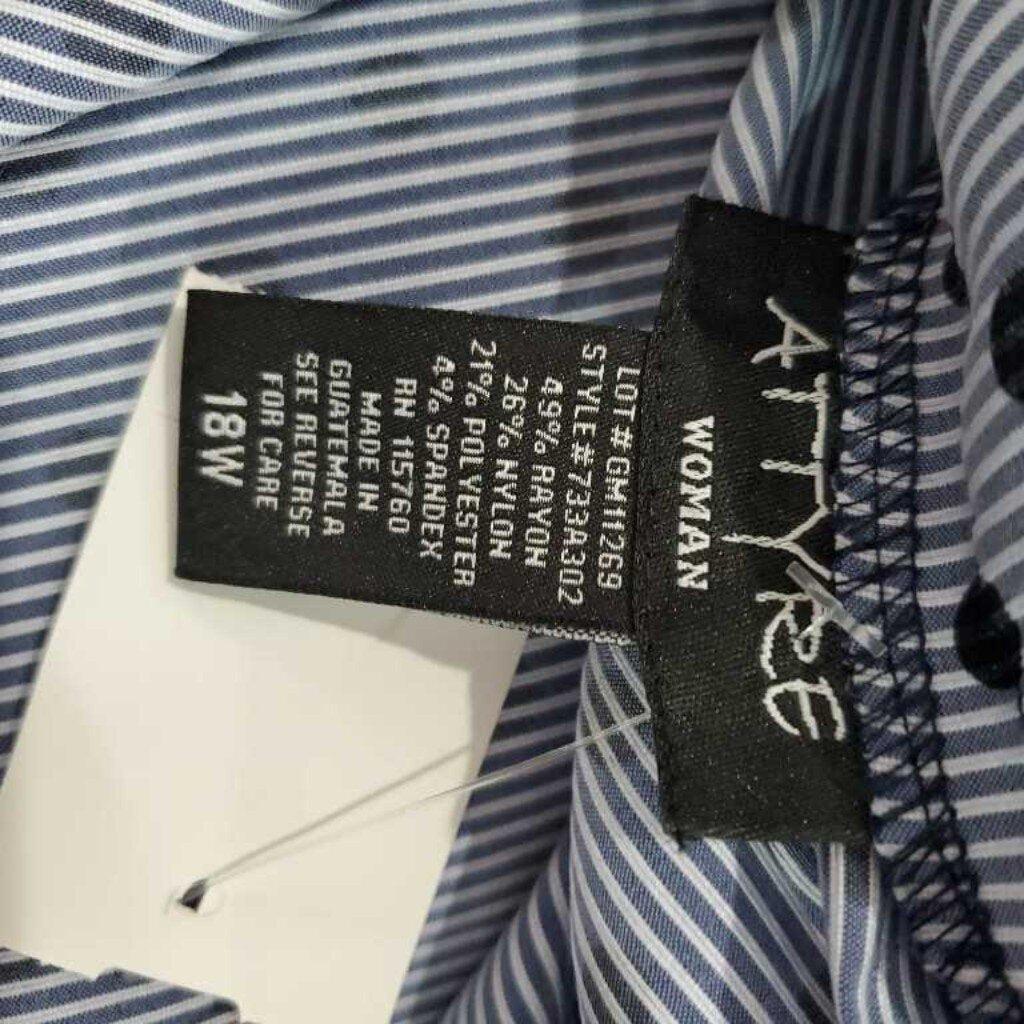 ATTYRE
WOMAN
LOT#GM11269
STYLE#733A302
49% RAYON
26% NYLON
21% POLYESTER
4% SPANDEX
RN 115760
MADE IN
GUATEMALA
SEE REVERSE
FOR CARE
18W